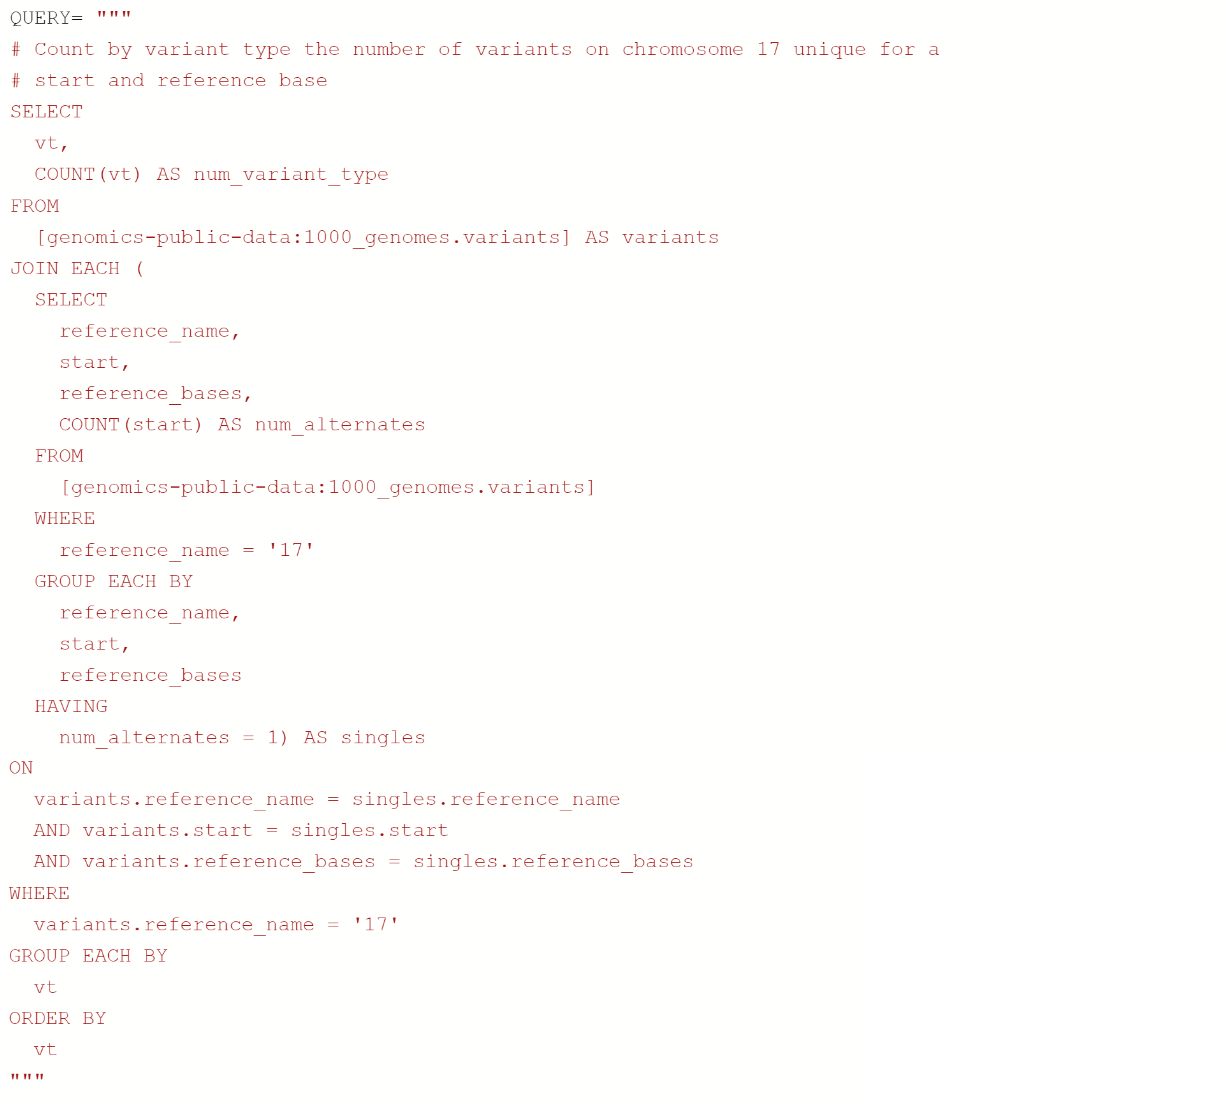 QUERY= """
# Count by variant type the number of variants on chromosome 17 unique for a
# start and reference base
SELECT
  vt,
  COUNT(vt) AS num_variant_type
FROM
  [genomics-public-data:1000_genomes.variants] AS variants
JOIN EACH (
  SELECT
    reference_name,
    start,
    reference_bases,
    COUNT(start) AS num_alternates
  FROM
    [genomics-public-data:1000_genomes.variants]
  WHERE
    reference_name = '17'
  GROUP EACH BY
    reference_name,
    start,
    reference_bases
  HAVING
    num_alternates = 1) AS singles
ON
  variants.reference_name = singles.reference_name
  AND variants.start = singles.start
  AND variants.reference_bases = singles.reference_bases
WHERE
  variants.reference_name = '17'
GROUP EACH BY
  vt
ORDER BY
  vt
"""